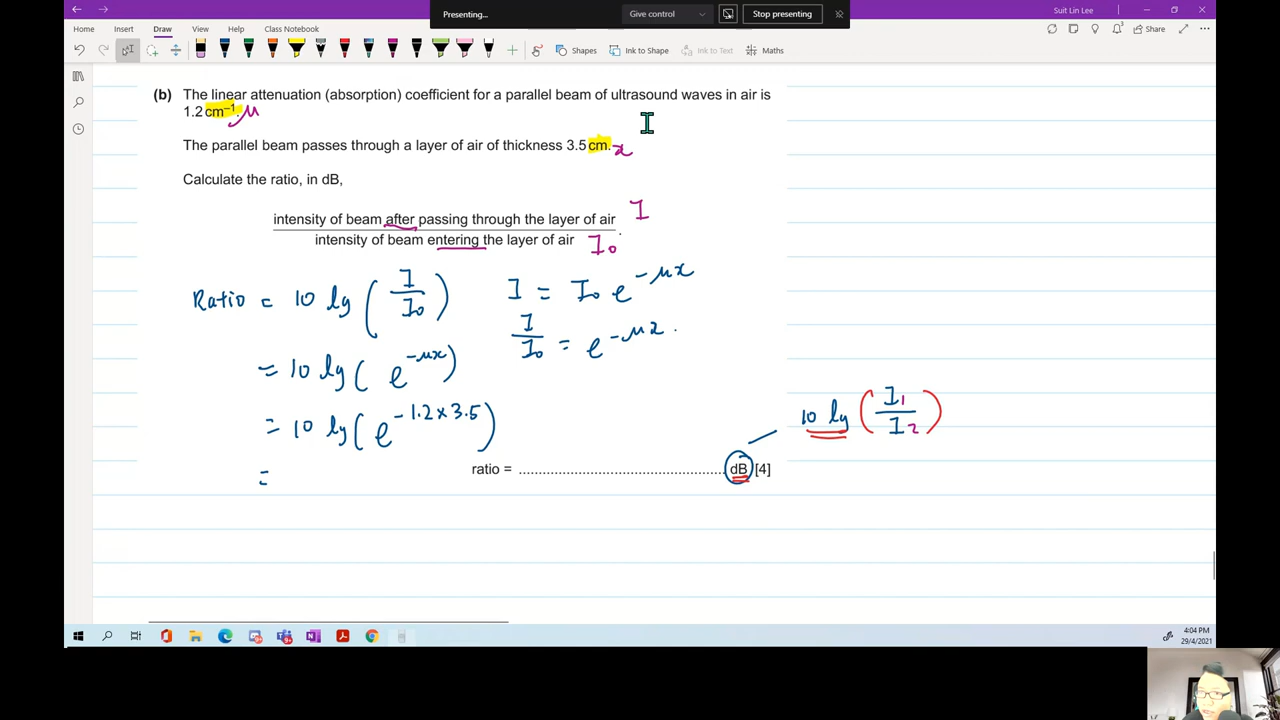 Presenting...
Give control
Stop presenting
Suit Lin Lee
Home Insert Draw View Help Class Notebook
Shapes Ink to Shape Ink to Text Maths
Share
(b) The linear attenuation (absorption) coefficient for a parallel beam of ultrasound waves in air is
1.2 cm⁻¹. μ
The parallel beam passes through a layer of air of thickness 3.5 cm. x
Calculate the ratio, in dB,
intensity of beam after passing through the layer of air I
intensity of beam entering the layer of air . I₀
Ratio = 10 lg ( I / I₀ ) I = I₀ e^(-μx)
I / I₀ = e^(-μx).
= 10 lg ( e^(-μx) )
= 10 lg ( e^(-1.2 × 3.5) )
10 lg ( I₁ / I₂ )
ratio = ................................................ dB [4]
=
4:04 PM
29/4/2021